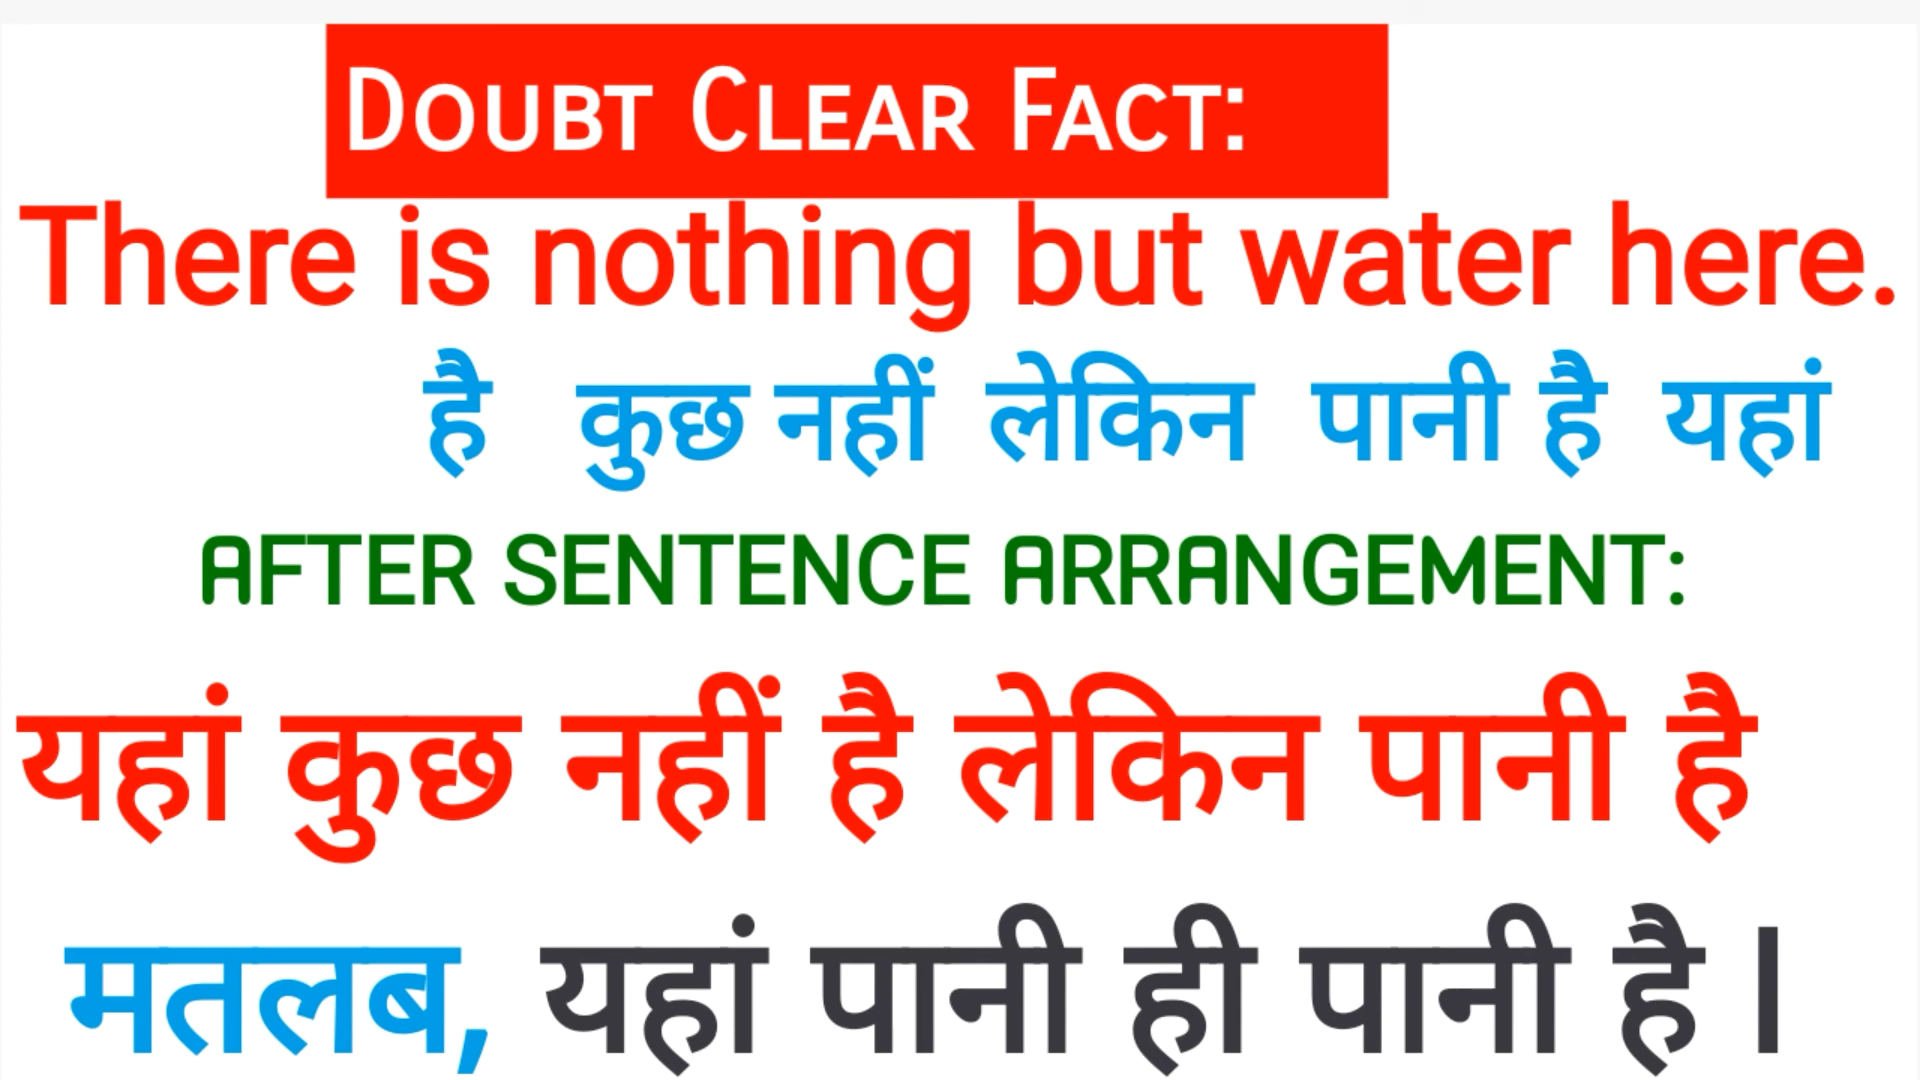 Doubt Clear Fact:
There is nothing but water here.
है कुछ नहीं लेकिन पानी है यहां
AFTER SENTENCE ARRANGEMENT:
यहां कुछ नहीं है लेकिन पानी है
मतलब, यहां पानी ही पानी है ।